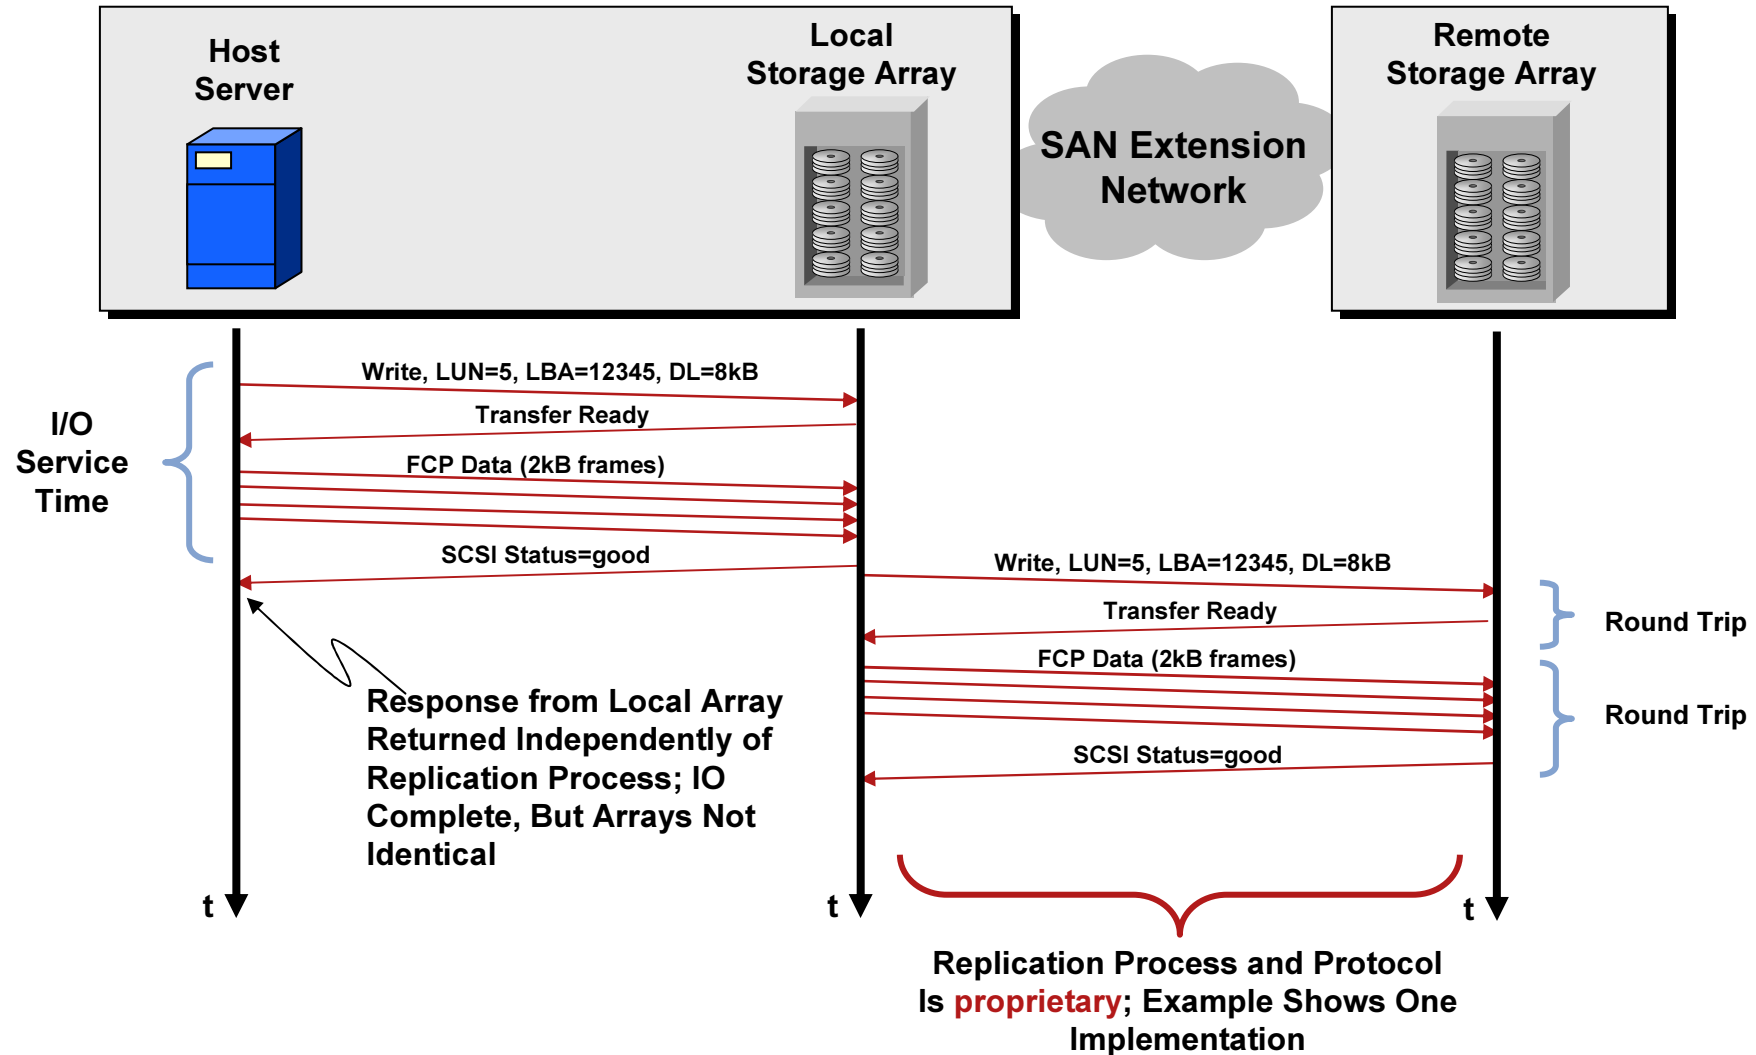 Host
Server
Local
Storage Array
SAN Extension
Network
Remote
Storage Array
I/O
Service
Time
Write, LUN=5, LBA=12345, DL=8kB
Transfer Ready
FCP Data (2kB frames)
SCSI Status=good
Write, LUN=5, LBA=12345, DL=8kB
Transfer Ready
FCP Data (2kB frames)
SCSI Status=good
Round Trip
Round Trip
Response from Local Array
Returned Independently of
Replication Process; IO
Complete, But Arrays Not
Identical
t
t
t
Replication Process and Protocol
Is proprietary; Example Shows One
Implementation